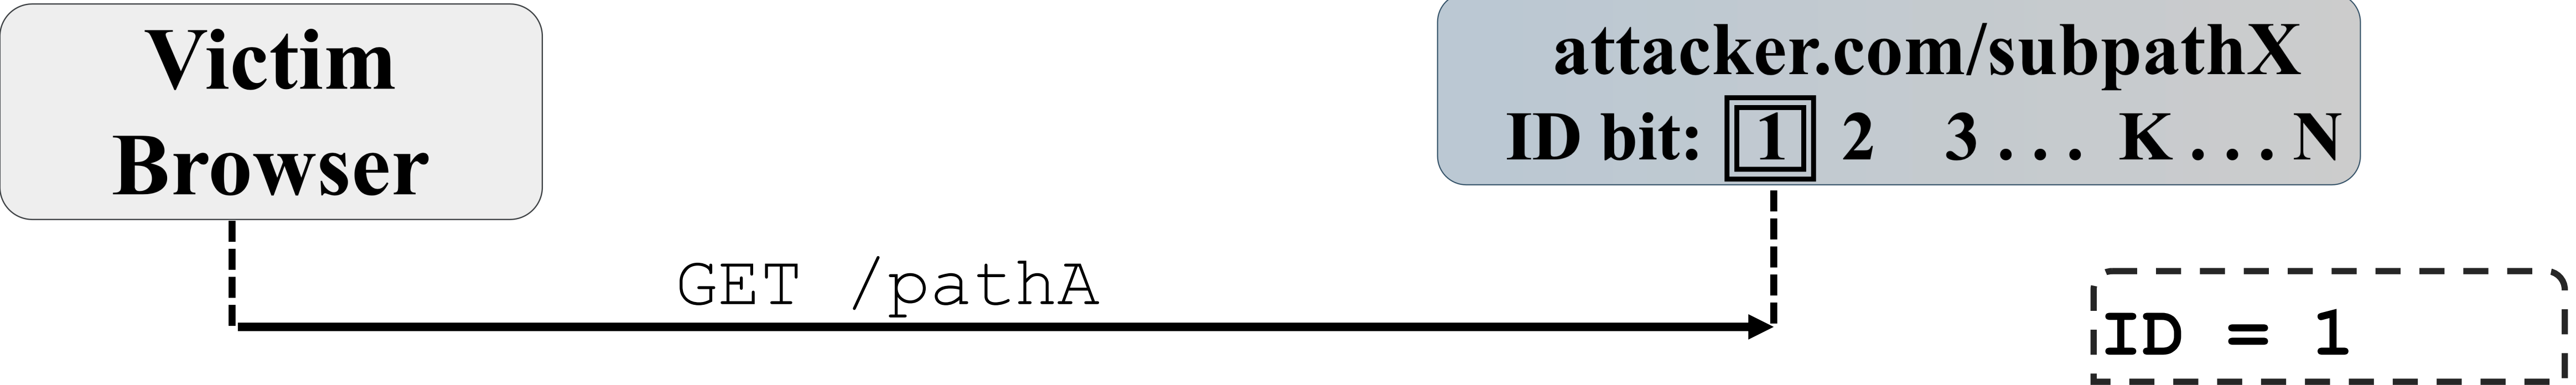 Victim
Browser
attacker.com/subpathX
ID bit: 1 2 3 . . . K . . . N
GET /pathA
ID = 1